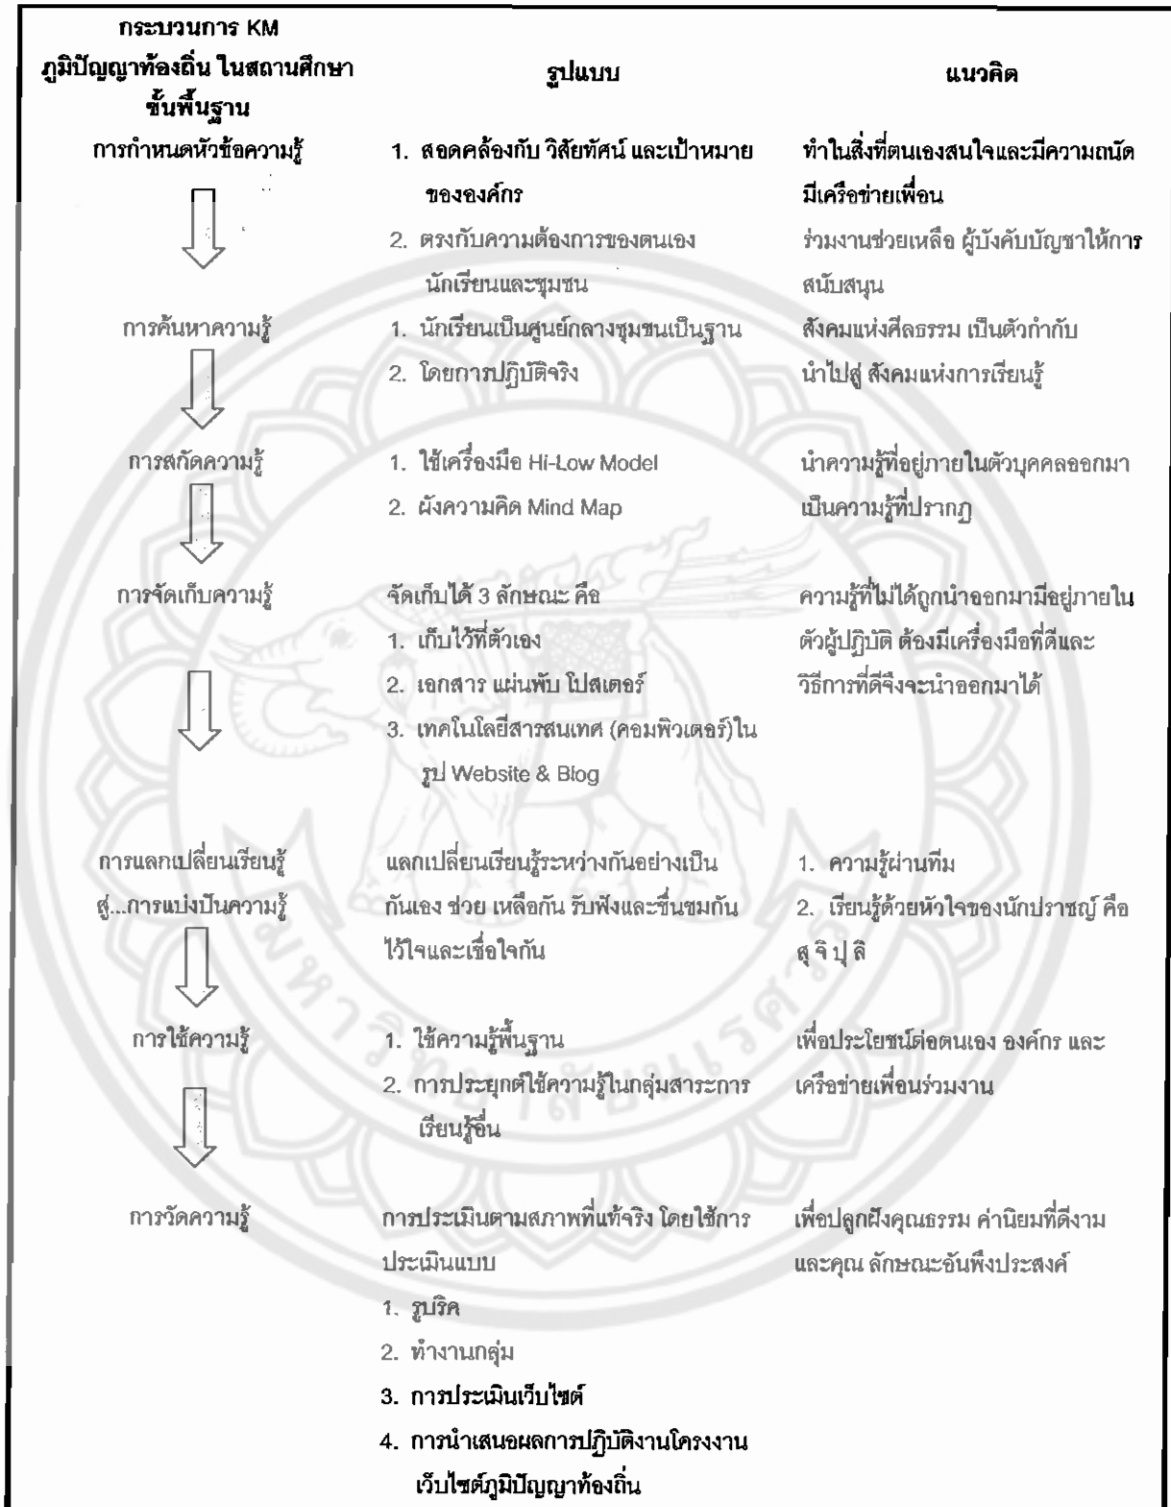 กระบวนการ KM
ภูมิปัญญาท้องถิ่น ในสถานศึกษา
ขั้นพื้นฐาน
รูปแบบ
แนวคิด
การกำหนดหัวข้อความรู้
1. สอดคล้องกับ วิสัยทัศน์ และเป้าหมาย
ขององค์กร
2. ตรงกับความต้องการของตนเอง
นักเรียนและชุมชน
ทำในสิ่งที่ตนเองสนใจและมีความถนัด
มีเครือข่ายเพื่อน
ร่วมงานช่วยเหลือ ผู้บังคับบัญชาให้การ
สนับสนุน
การค้นหาความรู้
1. นักเรียนเป็นศูนย์กลางชุมชนเป็นฐาน
2. โดยการปฏิบัติจริง
สังคมแห่งศีลธรรม เป็นตัวกำกับ
นำไปสู่ สังคมแห่งการเรียนรู้
การสกัดความรู้
1. ใช้เครื่องมือ Hi-Low Model
2. ผังความคิด Mind Map
นำความรู้ที่อยู่ภายในตัวบุคคลออกมา
เป็นความรู้ที่ปรากฏ
การจัดเก็บความรู้
จัดเก็บได้ 3 ลักษณะ คือ
1. เก็บไว้ที่ตัวเอง
2. เอกสาร แผ่นพับ โปสเตอร์
3. เทคโนโลยีสารสนเทศ (คอมพิวเตอร์)ใน
รูป Website & Blog
ความรู้ที่ไม่ได้ถูกนำออกมามีอยู่ภายใน
ตัวผู้ปฏิบัติ ต้องมีเครื่องมือที่ดีและ
วิธีการที่ดีจึงจะนำออกมาได้
การแลกเปลี่ยนเรียนรู้
สู่...การแบ่งปันความรู้
แลกเปลี่ยนเรียนรู้ระหว่างกันอย่างเป็น
กันเอง ช่วย เหลือกัน รับฟังและชื่นชมกัน
ไว้ใจและเชื่อใจกัน
1. ความรู้ผ่านทีม
2. เรียนรู้ด้วยหัวใจของนักปราชญ์ คือ
สุ จิ ปุ ลิ
การใช้ความรู้
1. ใช้ความรู้พื้นฐาน
2. การประยุกต์ใช้ความรู้ในกลุ่มสาระการ
เรียนรู้อื่น
เพื่อประโยชน์ต่อตนเอง องค์กร และ
เครือข่ายเพื่อนร่วมงาน
การวัดความรู้
การประเมินตามสภาพที่แท้จริง โดยใช้การ
ประเมินแบบ
1. รูบริค
2. ทำงานกลุ่ม
3. การประเมินเว็บไซต์
4. การนำเสนอผลการปฏิบัติงานโครงงาน
เว็บไซต์ภูมิปัญญาท้องถิ่น
เพื่อปลูกฝังคุณธรรม ค่านิยมที่ดีงาม
และคุณ ลักษณะอันพึงประสงค์
มหาวิทยาลัยนเรศวร